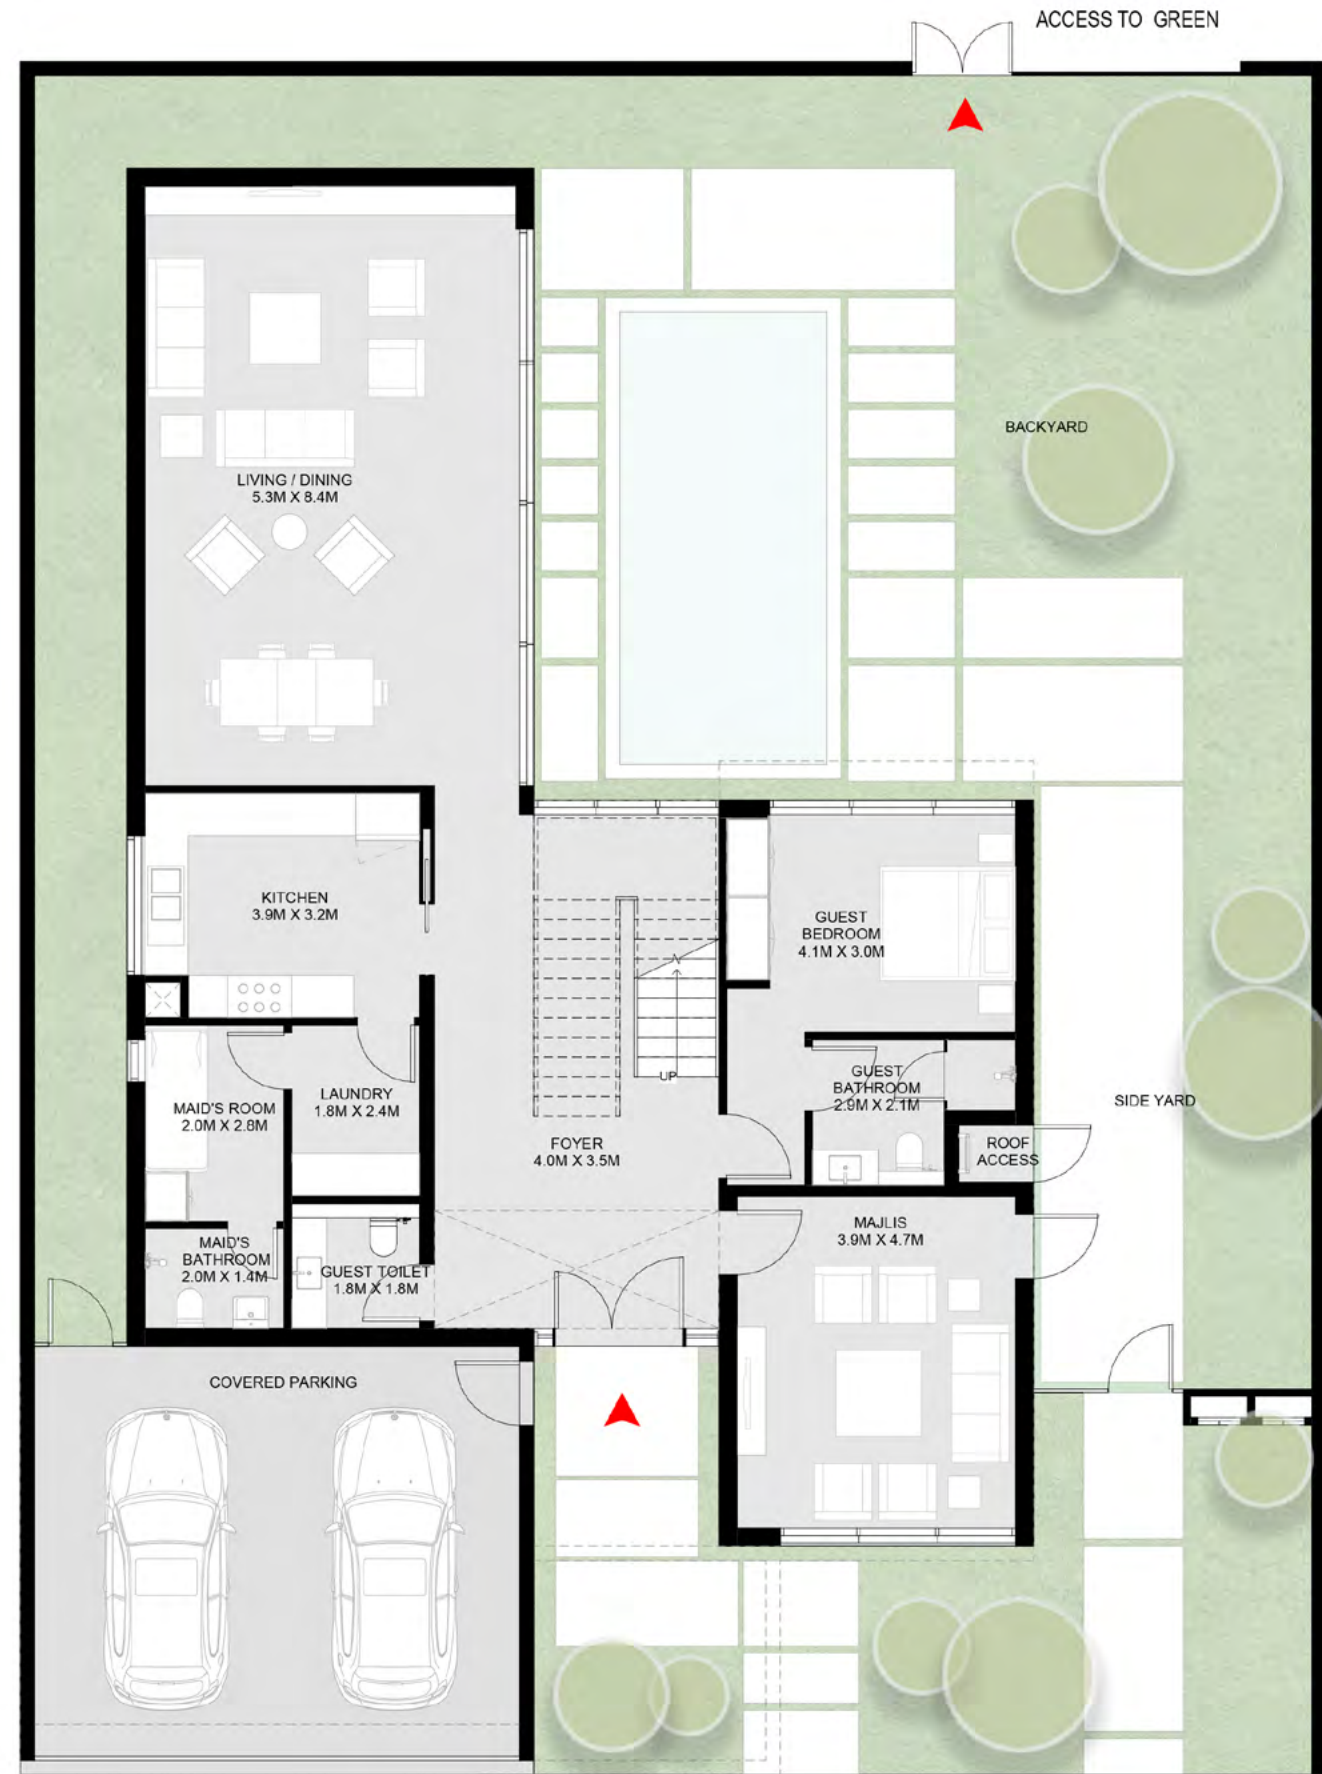 ACCESS TO GREEN
BACKYARD
LIVING / DINING
5.3M X 8.4M
KITCHEN
3.9M X 3.2M
GUEST
BEDROOM
4.1M X 3.0M
UP
GUEST
BATHROOM
2.9M X 2.1M
LAUNDRY
1.8M X 2.4M
MAID'S ROOM
2.0M X 2.8M
SIDE YARD
FOYER
4.0M X 3.5M
ROOF
ACCESS
MAJLIS
3.9M X 4.7M
MAID'S
BATHROOM
2.0M X 1.4M
GUEST TOILET
1.8M X 1.8M
COVERED PARKING